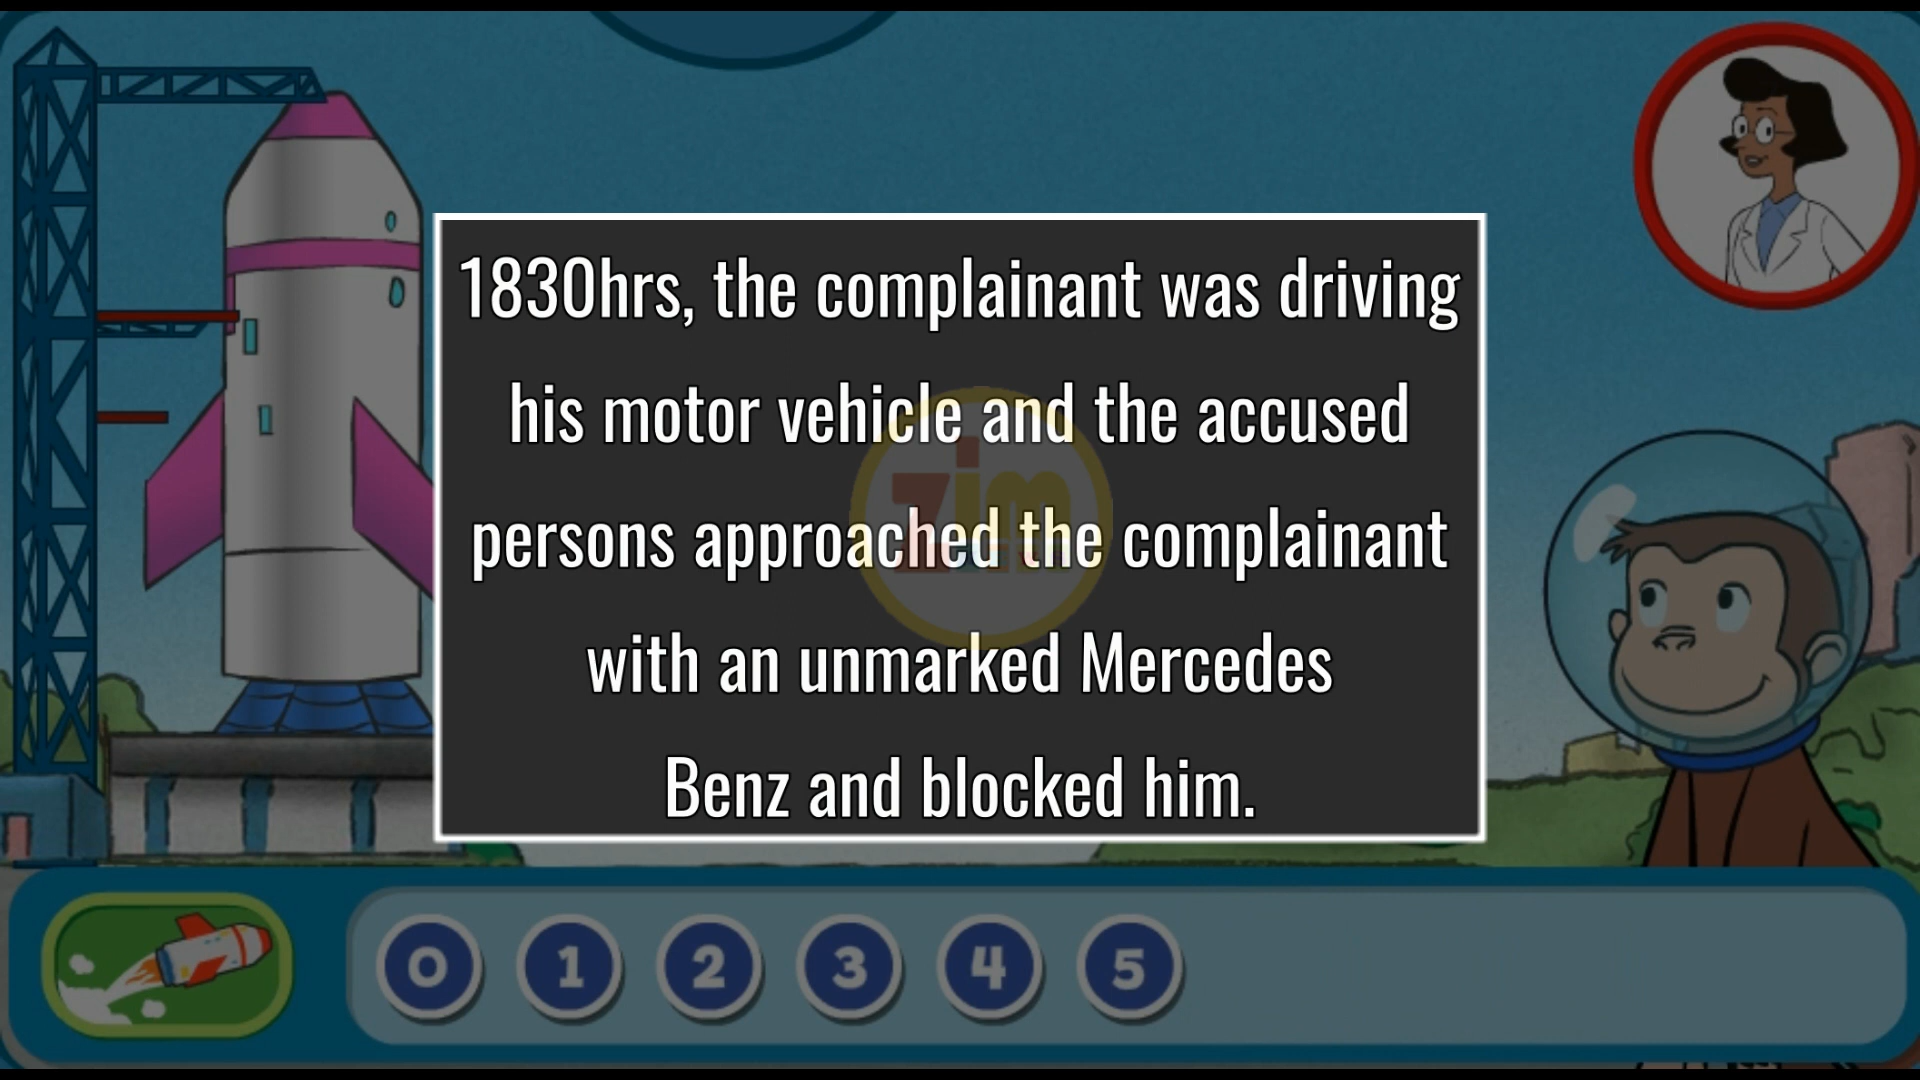 1830hrs, the complainant was driving
his motor vehicle and the accused
persons approached the complainant
with an unmarked Mercedes
Benz and blocked him.
zim
0 1 2 3 4 5